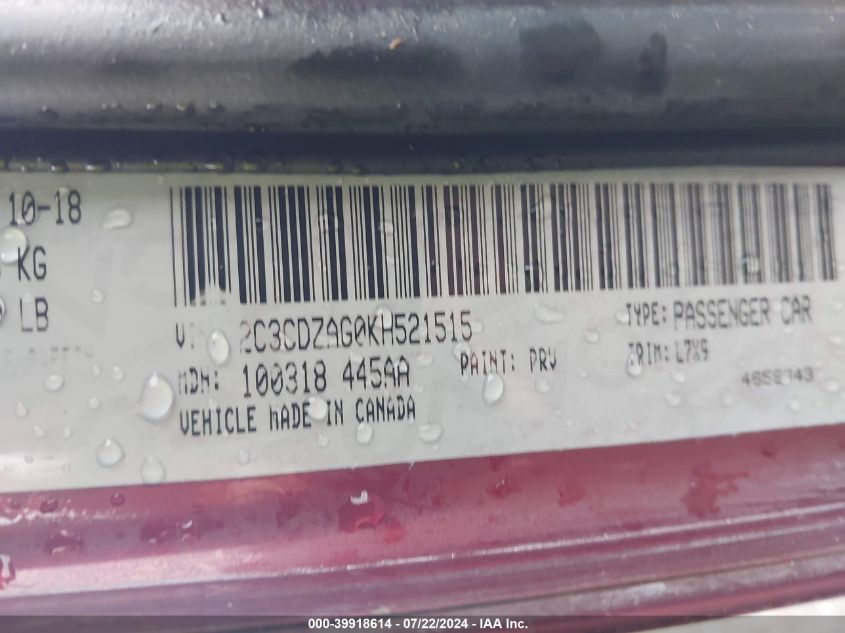 10-18
KG
LB
2C3CDZAG0KH521515
TYPE: PASSENGER CAR
MDH: 100318 445AA
PAINT: PRV
TRIM: L7X9
VEHICLE MADE IN CANADA
000-39918614 - 07/22/2024 - IAA Inc.